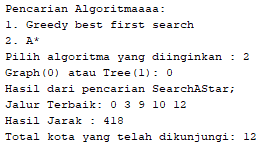 Pencarian Algoritmaaaa:
1. Greedy best first search
2. A*
Pilih algoritma yang diinginkan : 2
Graph(0) atau Tree(1): 0
Hasil dari pencarian SearchAStar;
Jalur Terbaik: 0 3 9 10 12
Hasil Jarak : 418
Total kota yang telah dikunjungi: 12